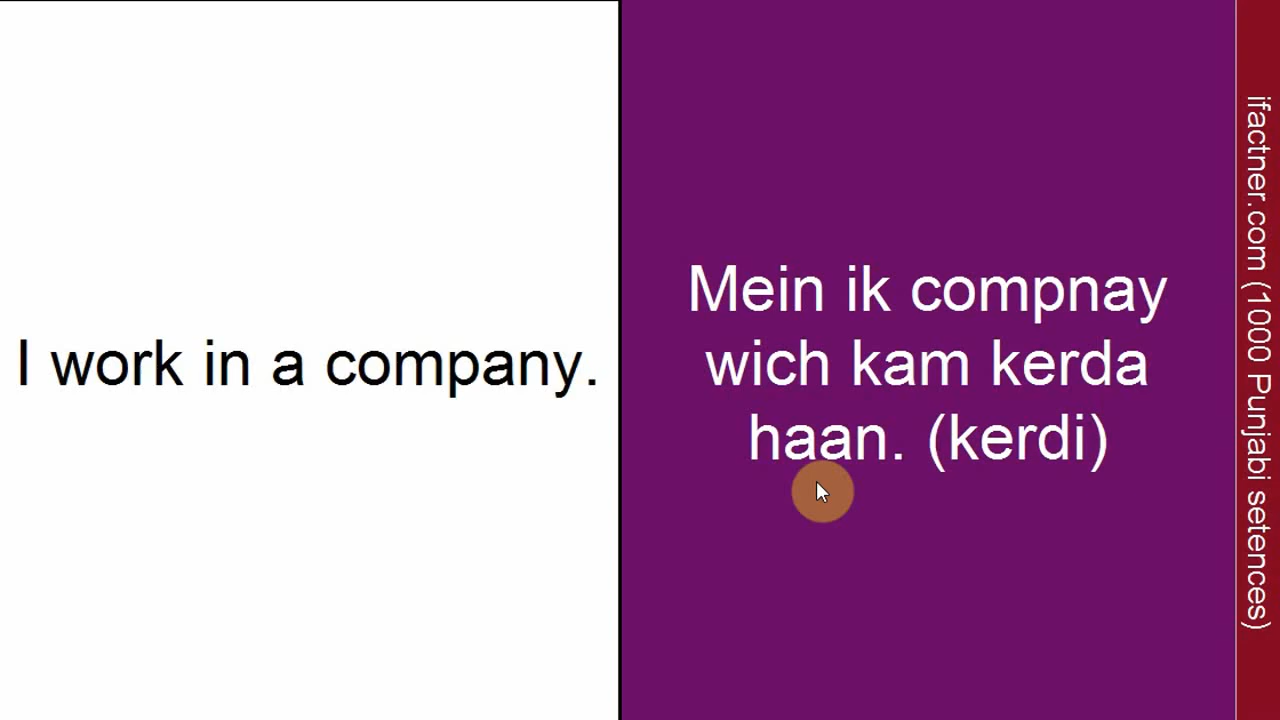 I work in a company.
Mein ik compnay
wich kam kerda
haan. (kerdi)
ifactner.com (1000 Punjabi setences)